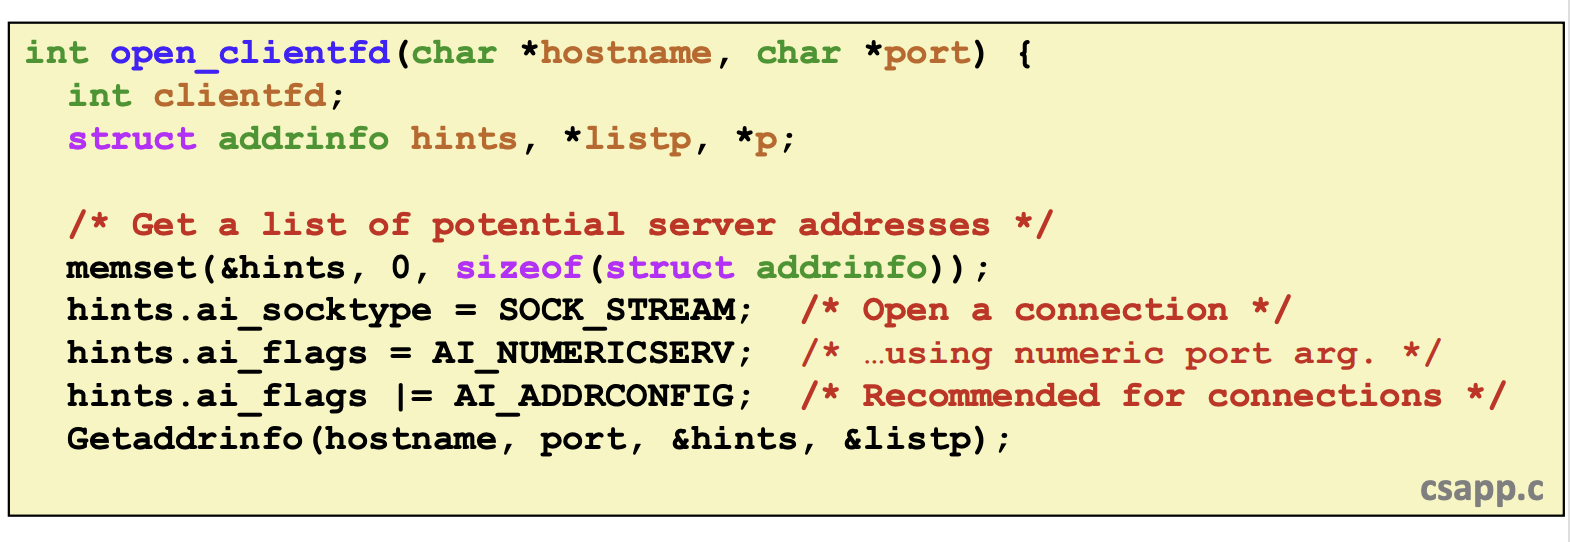 int open_clientfd(char *hostname, char *port) {
int clientfd;
struct addrinfo hints, *listp, *p;
/* Get a list of potential server addresses */
memset(&hints, 0, sizeof(struct addrinfo));
hints.ai_socktype = SOCK_STREAM; /* Open a connection */
hints.ai_flags = AI_NUMERICSERV; /* …using numeric port arg. */
hints.ai_flags |= AI_ADDRCONFIG; /* Recommended for connections */
Getaddrinfo(hostname, port, &hints, &listp);
csapp.c